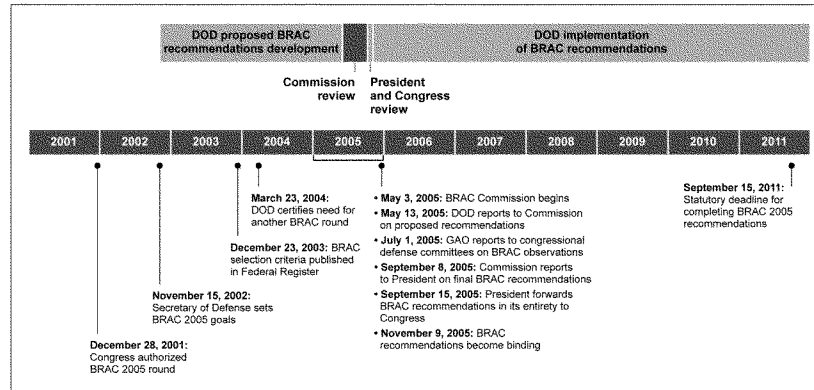 DOD proposed BRAC
recommendations development
DOD implementation
of BRAC recommendations
Commission
review
President
and Congress
review
2001 2002 2003 2004 2005 2006 2007 2008 2009 2010 2011
March 23, 2004:
DOD certifies need for
another BRAC round
December 23, 2003: BRAC
selection criteria published
in Federal Register
November 15, 2002:
Secretary of Defense sets
BRAC 2005 goals
December 28, 2001:
Congress authorized
BRAC 2005 round
• May 3, 2005: BRAC Commission begins
• May 13, 2005: DOD reports to Commission
on proposed recommendations
• July 1, 2005: GAO reports to congressional
defense committees on BRAC observations
• September 8, 2005: Commission reports
to President on final BRAC recommendations
• September 15, 2005: President forwards
BRAC recommendations in its entirety to
Congress
• November 9, 2005: BRAC
recommendations become binding
September 15, 2011:
Statutory deadline for
completing BRAC 2005
recommendations